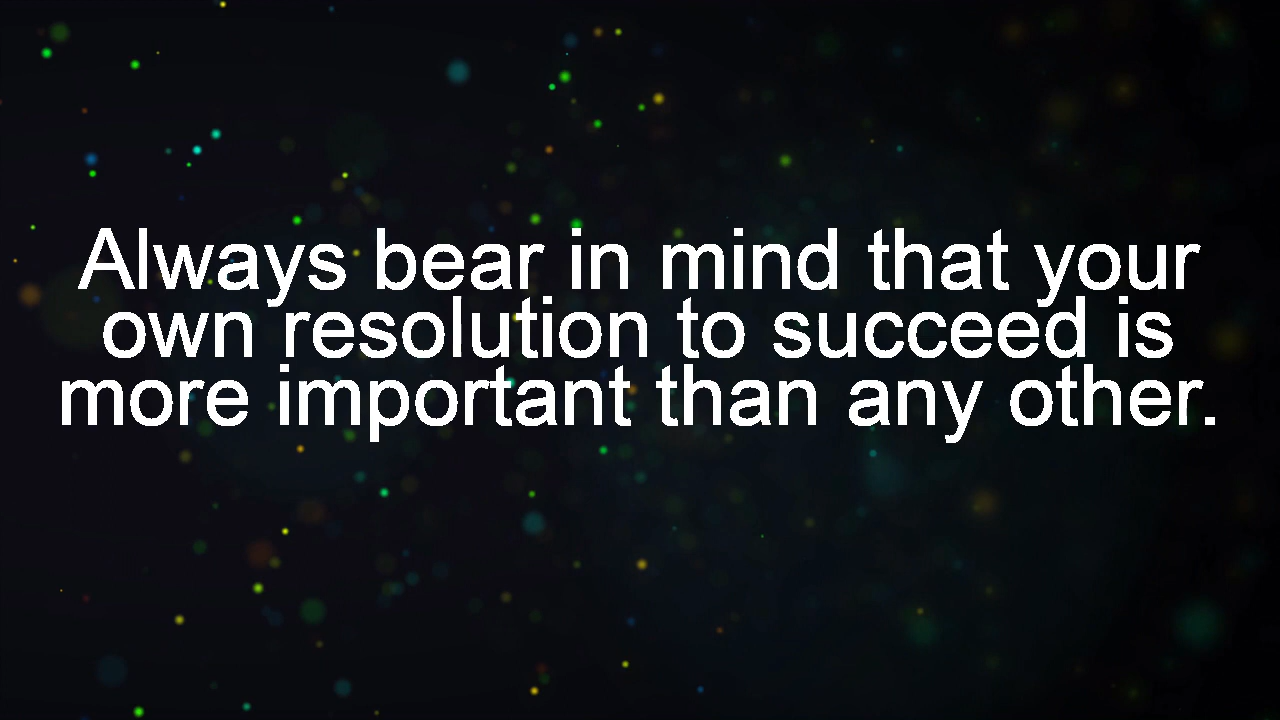 Always bear in mind that your
own resolution to succeed is
more important than any other.